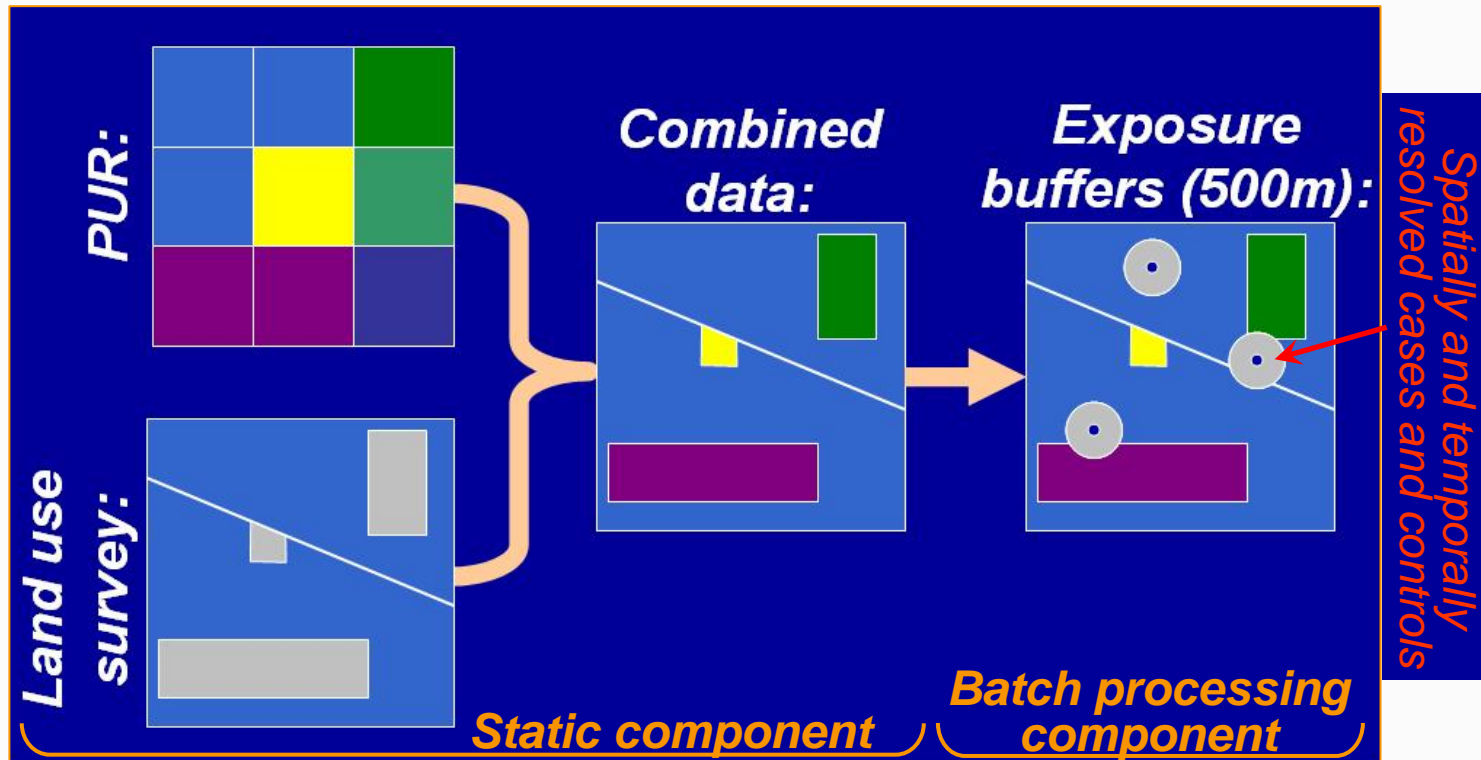 PUR:
Land use
survey:
Combined
data:
Exposure
buffers (500m):
Spatially and temporally
resolved cases and controls
Static component
Batch processing
component